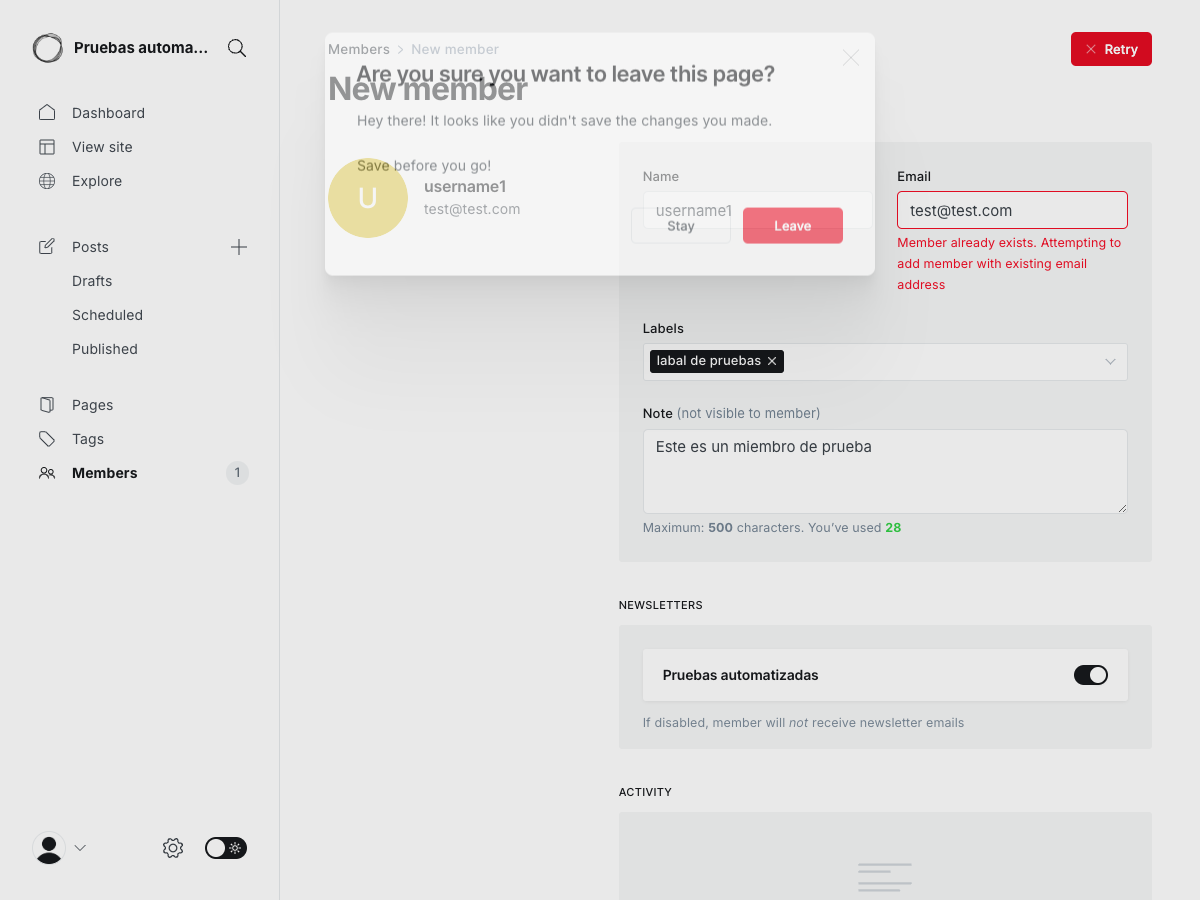 Pruebas automa...
Dashboard
View site
Explore
Posts
Drafts
Scheduled
Published
Pages
Tags
Members
1
Members > New member
New member
Retry
Are you sure you want to leave this page?
Hey there! It looks like you didn't save the changes you made.
Save before you go!
Stay
Leave
U
username1
test@test.com
Name
username1
Email
test@test.com
Member already exists. Attempting to
add member with existing email
address
Labels
labal de pruebas
Note (not visible to member)
Este es un miembro de prueba
Maximum: 500 characters. You’ve used 28
NEWSLETTERS
Pruebas automatizadas
If disabled, member will not receive newsletter emails
ACTIVITY